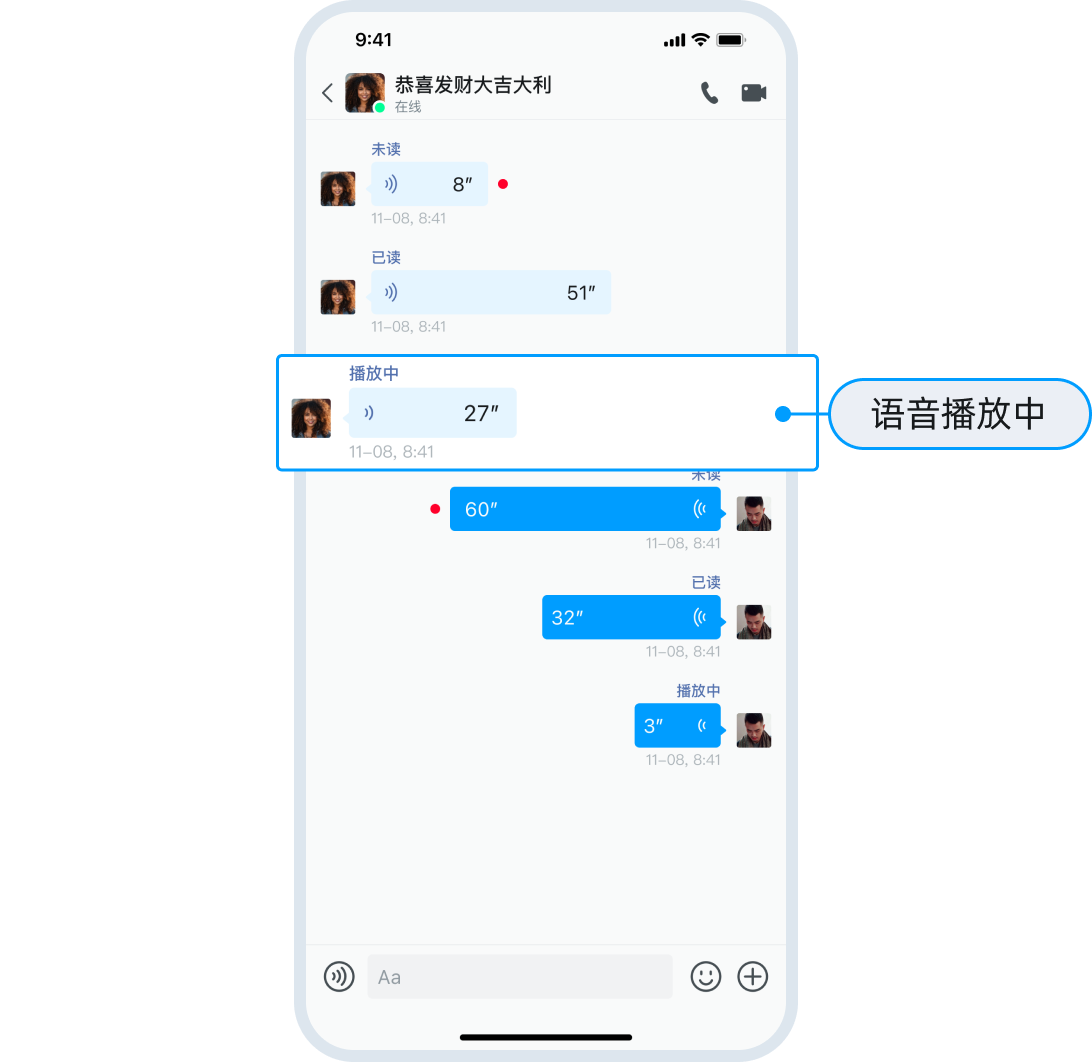 9:41
恭喜发财大吉大利
在线
未读
8″
11-08, 8:41
已读
51″
11-08, 8:41
播放中
27″
11-08, 8:41
语音播放中
未读
60″
11-08, 8:41
已读
32″
11-08, 8:41
播放中
3″
11-08, 8:41
Aa